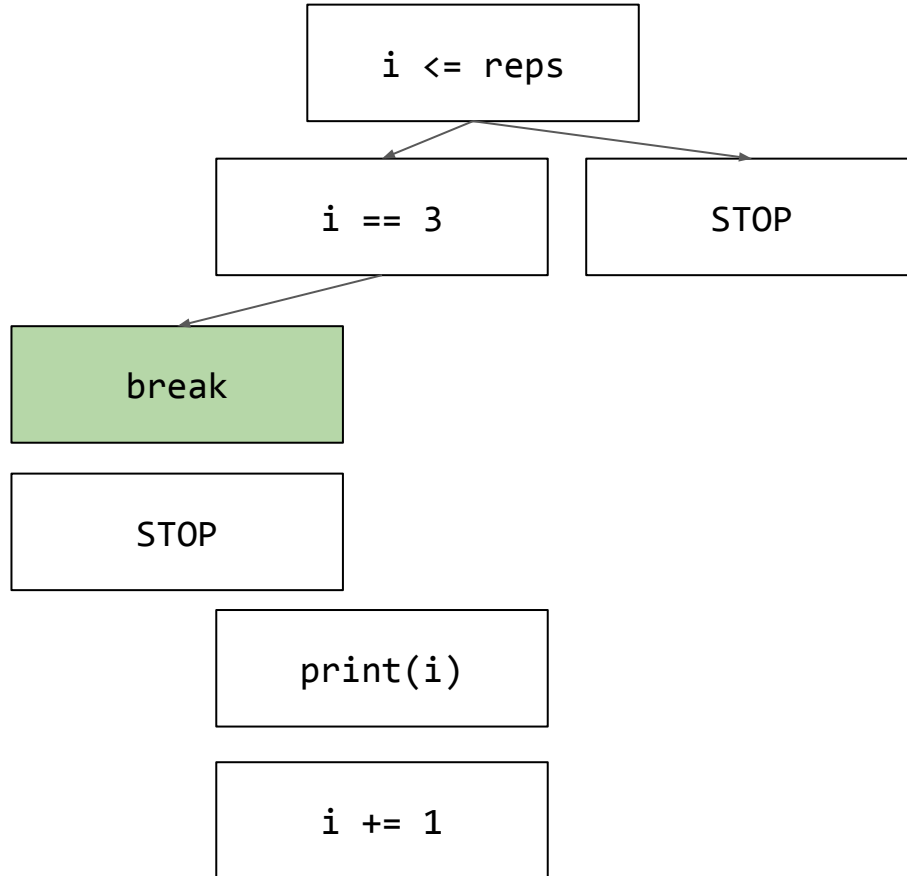 i <= reps
i == 3
STOP
break
STOP
print(i)
i += 1